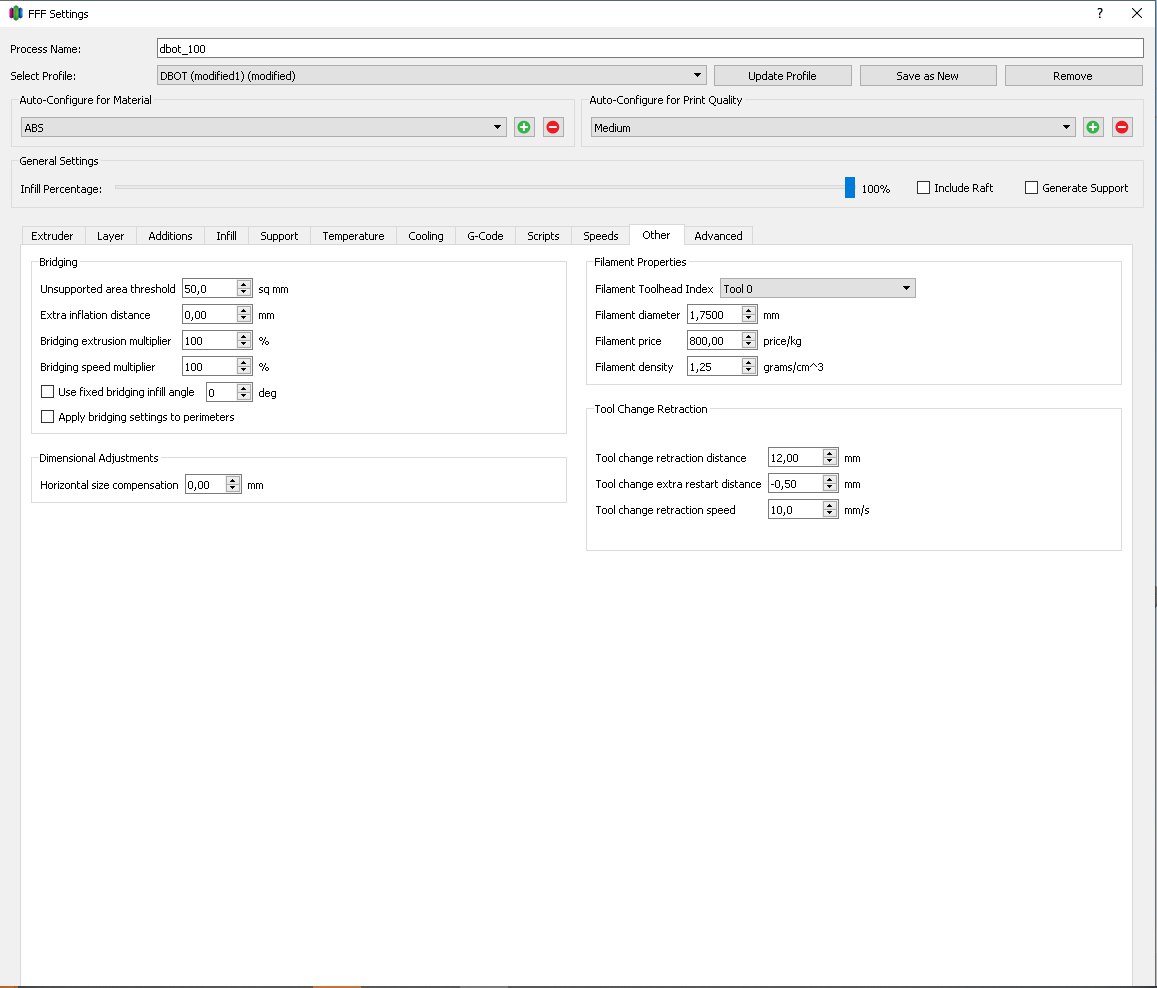 FFF Settings
?
Process Name: dbot_100
Select Profile: DBOT (modified1) (modified) Update Profile Save as New Remove
Auto-Configure for Material
ABS
Auto-Configure for Print Quality
Medium
General Settings
Infill Percentage: 100% Include Raft Generate Support
Extruder Layer Additions Infill Support Temperature Cooling G-Code Scripts Speeds Other Advanced
Bridging
Unsupported area threshold 50,0 sq mm
Extra inflation distance 0,00 mm
Bridging extrusion multiplier 100 %
Bridging speed multiplier 100 %
Use fixed bridging infill angle 0 deg
Apply bridging settings to perimeters
Dimensional Adjustments
Horizontal size compensation 0,00 mm
Filament Properties
Filament Toolhead Index Tool 0
Filament diameter 1,7500 mm
Filament price 800,00 price/kg
Filament density 1,25 grams/cm^3
Tool Change Retraction
Tool change retraction distance 12,00 mm
Tool change extra restart distance -0,50 mm
Tool change retraction speed 10,0 mm/s